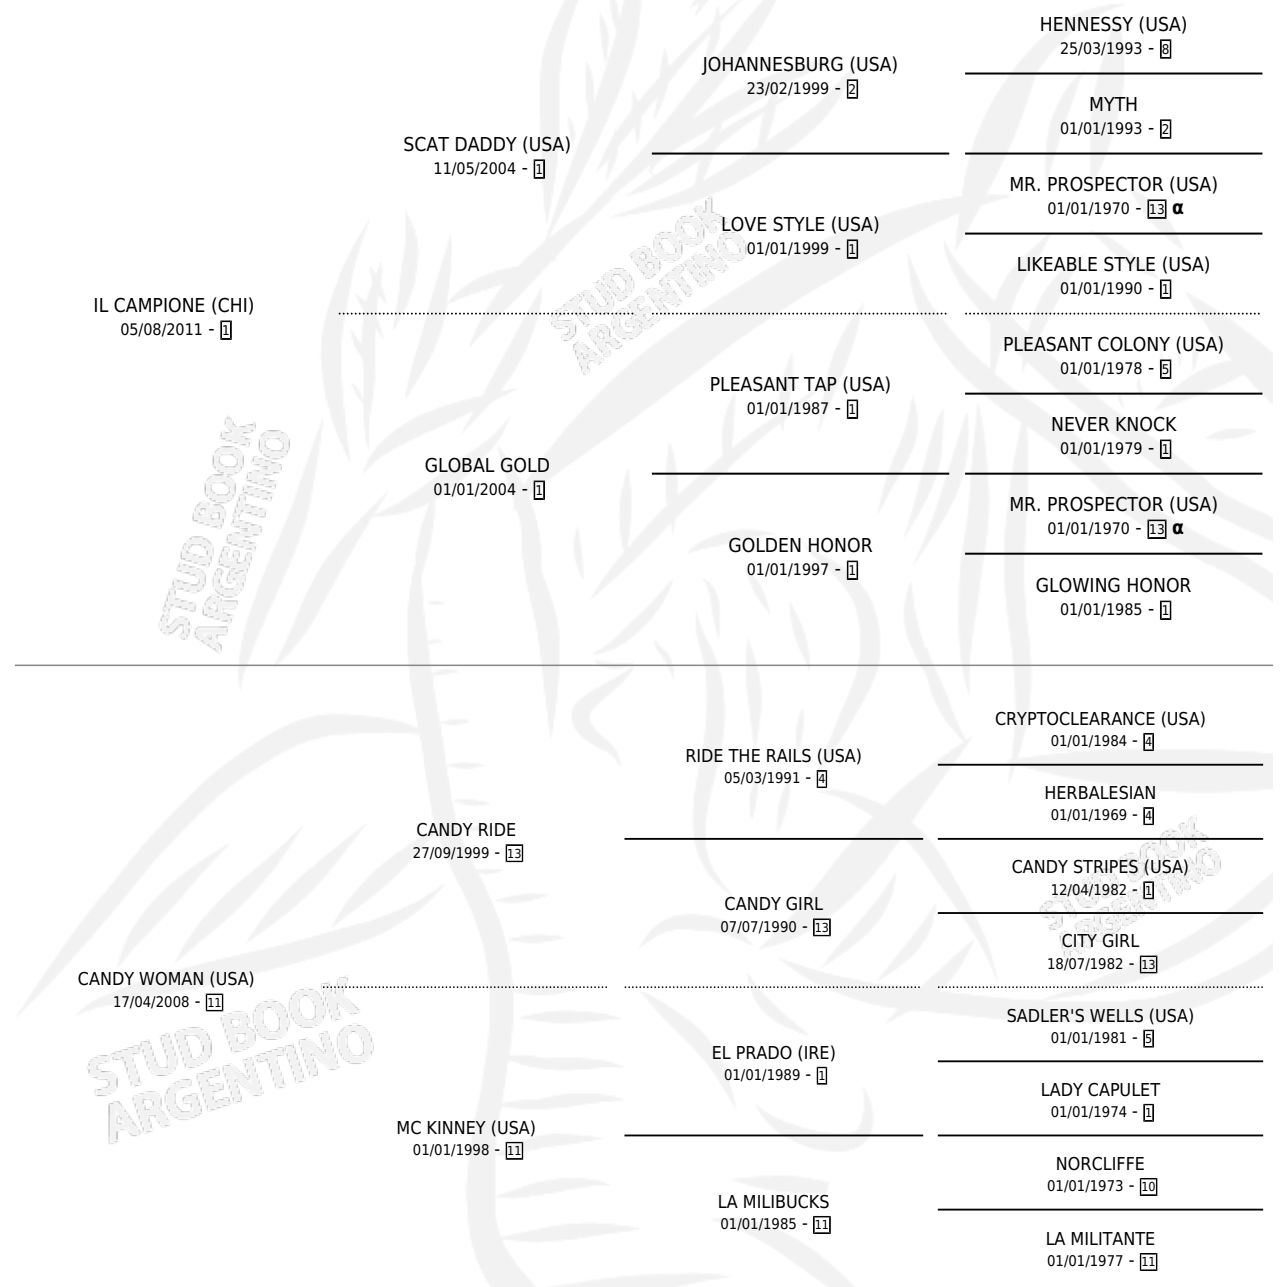 HENNESSY (USA)
25/03/1993 - 8
JOHANNESBURG (USA)
23/02/1999 - 2
MYTH
01/01/1993 - 2
SCAT DADDY (USA)
11/05/2004 - 1
MR. PROSPECTOR (USA)
01/01/1970 - 13 α
LOVE STYLE (USA)
01/01/1999 - 1
LIKEABLE STYLE (USA)
01/01/1990 - 1
IL CAMPIONE (CHI)
05/08/2011 - 1
PLEASANT COLONY (USA)
01/01/1978 - 5
PLEASANT TAP (USA)
01/01/1987 - 1
NEVER KNOCK
01/01/1979 - 1
GLOBAL GOLD
01/01/2004 - 1
MR. PROSPECTOR (USA)
01/01/1970 - 13 α
GOLDEN HONOR
01/01/1997 - 1
GLOWING HONOR
01/01/1985 - 1
CRYPTOCLEARANCE (USA)
01/01/1984 - 4
RIDE THE RAILS (USA)
05/03/1991 - 4
HERBALESIAN
01/01/1969 - 4
CANDY RIDE
27/09/1999 - 13
CANDY STRIPES (USA)
12/04/1982 - 1
CANDY GIRL
07/07/1990 - 13
CITY GIRL
18/07/1982 - 13
CANDY WOMAN (USA)
17/04/2008 - 11
SADLER'S WELLS (USA)
01/01/1981 - 5
EL PRADO (IRE)
01/01/1989 - 1
LADY CAPULET
01/01/1974 - 1
MC KINNEY (USA)
01/01/1998 - 11
NORCLIFFE
01/01/1973 - 10
LA MILIBUCKS
01/01/1985 - 11
LA MILITANTE
01/01/1977 - 11
STUD BOOK
ARGENTINO
STUD BOOK
ARGENTINO
STUD BOOK
ARGENTINO
STUD BOOK
ARGENTINO